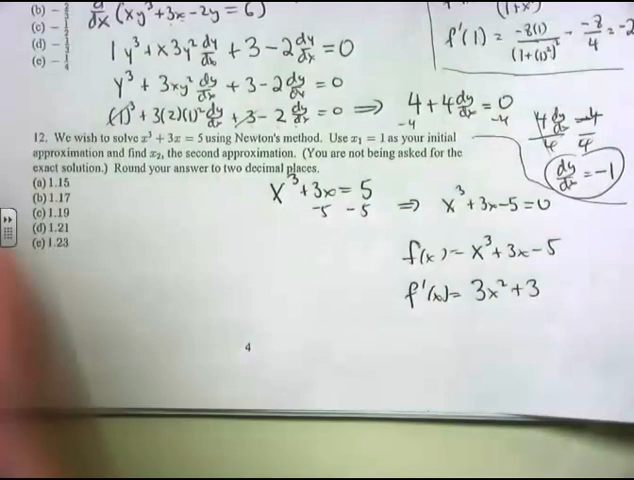 (b) -
d/dx (xy³+3x-2y=6)
(c) -
(d) -
(e) - 1/4
1y³+x3y² dy/dx +3-2 dy/dx =0
y³+3xy² dy/dx +3-2 dy/dx =0
(1)³+3(2)(1)² dy/dx +3-2 dy/dx =0 ⇒ 4+4 dy/dx =0
-4 -4
(1+x²)
f'(1) = -8(1)/(1+(1)²)² = -8/4 = -2
4 dy/dx / 4 = -4/4
dy/dx = -1
12. We wish to solve x³ + 3x = 5 using Newton's method. Use x₁ = 1 as your initial
approximation and find x₂, the second approximation. (You are not being asked for the
exact solution.) Round your answer to two decimal places.
(a) 1.15
(b) 1.17
(c) 1.19
(d) 1.21
(e) 1.23
x³+3x=5
-5 -5
⇒ x³+3x-5=0
f(x)=x³+3x-5
f'(x)=3x²+3
4